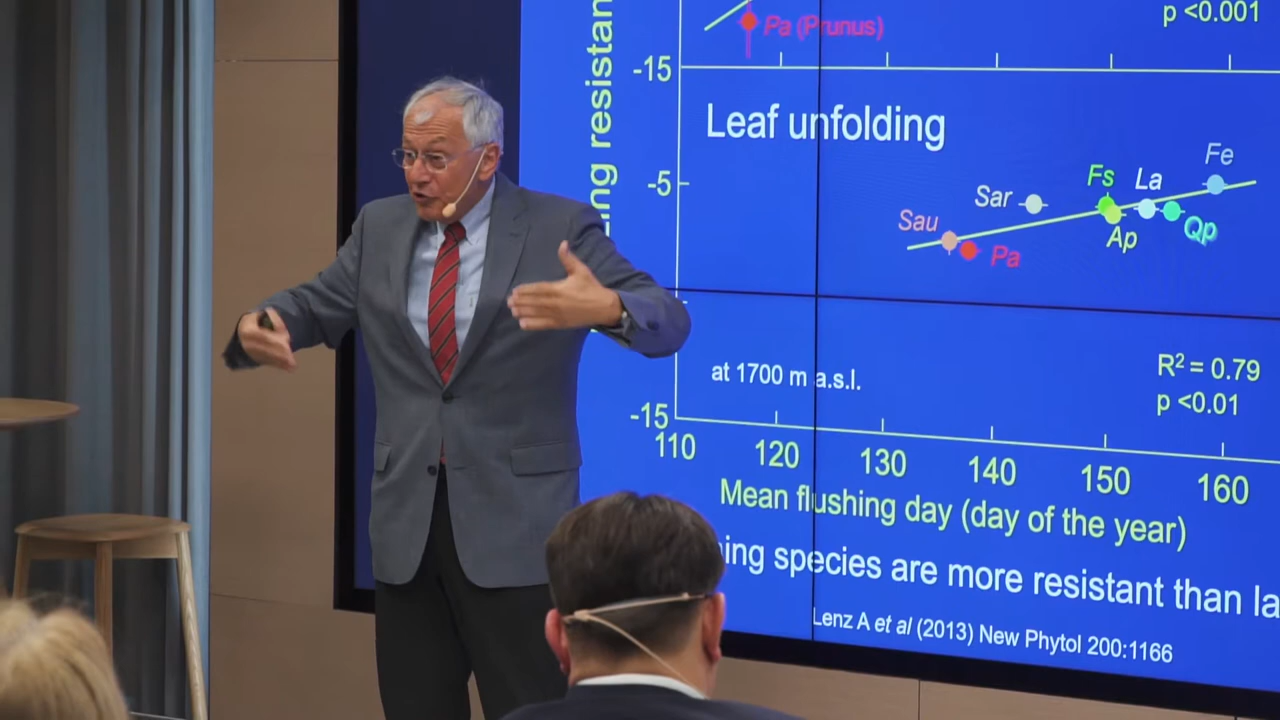 p <0.001
Pa (Prunus)
-15
Leaf unfolding
Fe
Fs
La
-5
Sar
Sau
Qp
Ap
Pa
at 1700 m a.s.l.
R² = 0.79
p <0.01
-15
110 120 130 140 150 160
Mean flushing day (day of the year)
species are more resistant than
Lenz A et al (2013) New Phytol 200:1166